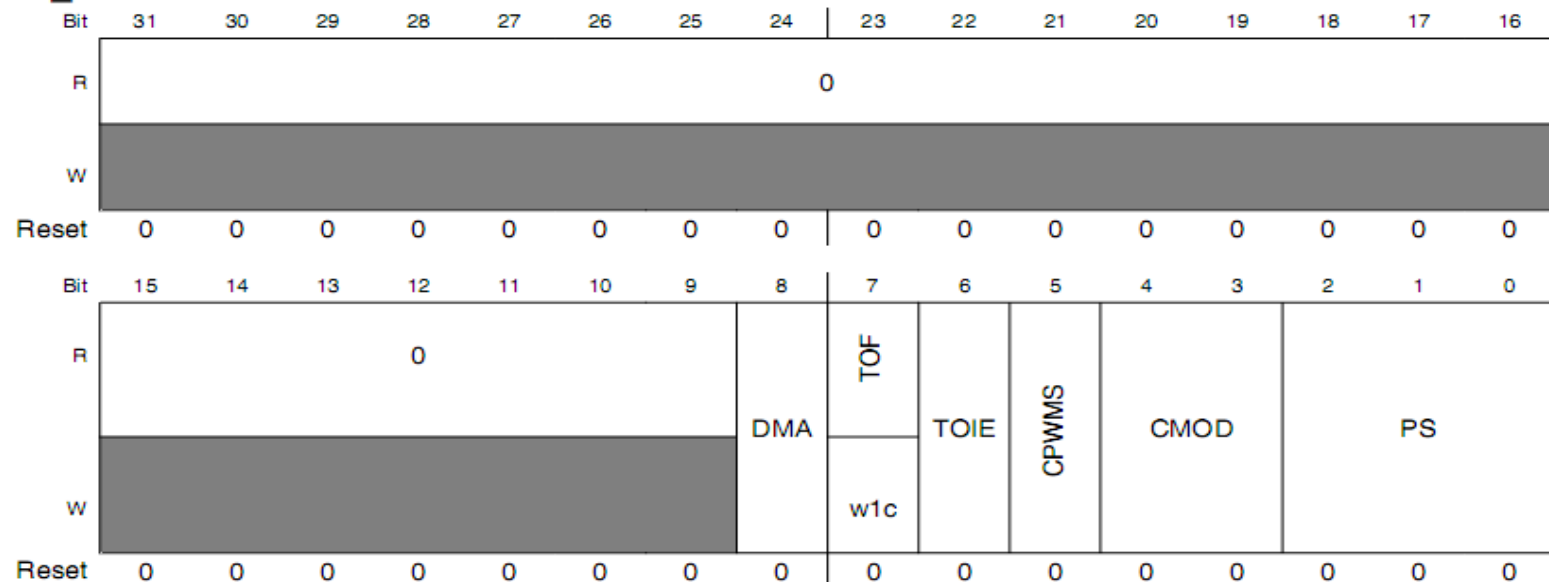 Bit 31 30 29 28 27 26 25 24 23 22 21 20 19 18 17 16
R 0
W
Reset 0 0 0 0 0 0 0 0 0 0 0 0 0 0 0 0
Bit 15 14 13 12 11 10 9 8 7 6 5 4 3 2 1 0
R 0 TOF
DMA TOIE CPWMS CMOD PS
W w1c
Reset 0 0 0 0 0 0 0 0 0 0 0 0 0 0 0 0